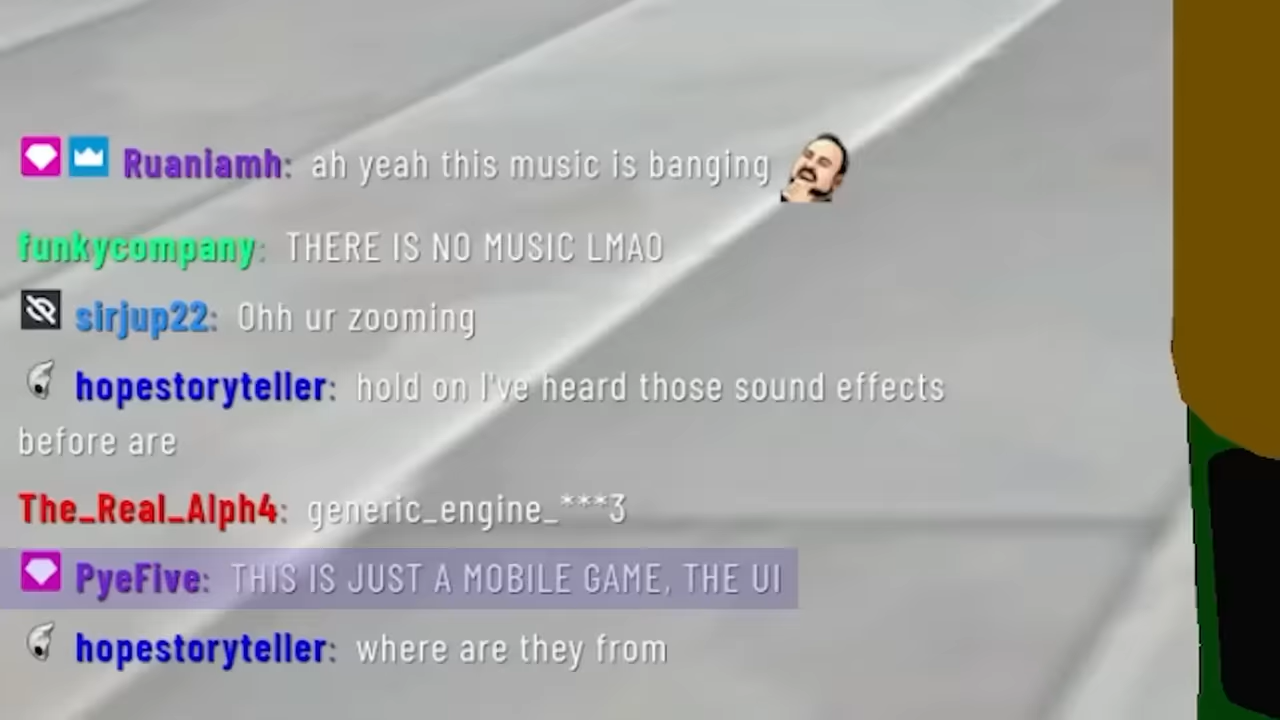 Ruaniamh: ah yeah this music is banging
funkycompany: THERE IS NO MUSIC LMAO
sirjup22: Ohh ur zooming
hopestoryteller: hold on I've heard those sound effects
before are
The_Real_Alph4: generic_engine_***3
PyeFive: THIS IS JUST A MOBILE GAME, THE UI
hopestoryteller: where are they from